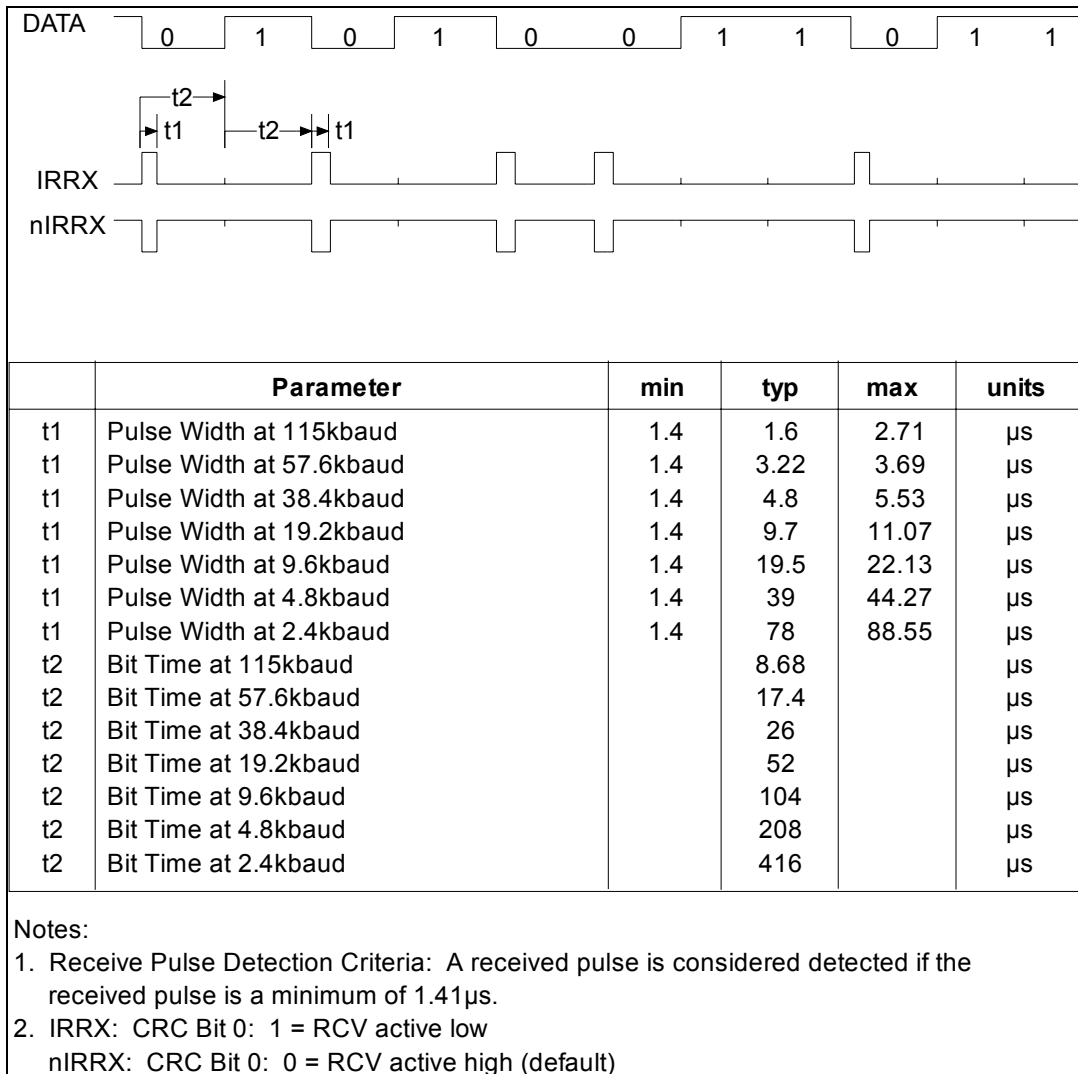 DATA 0 1 0 1 0 0 1 1 0 1 1
t2
t1 t2 t1
IRRX
nIRRX
Parameter min typ max units
t1 Pulse Width at 115kbaud 1.4 1.6 2.71 µs
t1 Pulse Width at 57.6kbaud 1.4 3.22 3.69 µs
t1 Pulse Width at 38.4kbaud 1.4 4.8 5.53 µs
t1 Pulse Width at 19.2kbaud 1.4 9.7 11.07 µs
t1 Pulse Width at 9.6kbaud 1.4 19.5 22.13 µs
t1 Pulse Width at 4.8kbaud 1.4 39 44.27 µs
t1 Pulse Width at 2.4kbaud 1.4 78 88.55 µs
t2 Bit Time at 115kbaud 8.68 µs
t2 Bit Time at 57.6kbaud 17.4 µs
t2 Bit Time at 38.4kbaud 26 µs
t2 Bit Time at 19.2kbaud 52 µs
t2 Bit Time at 9.6kbaud 104 µs
t2 Bit Time at 4.8kbaud 208 µs
t2 Bit Time at 2.4kbaud 416 µs
Notes:
1. Receive Pulse Detection Criteria: A received pulse is considered detected if the
received pulse is a minimum of 1.41µs.
2. IRRX: CRC Bit 0: 1 = RCV active low
nIRRX: CRC Bit 0: 0 = RCV active high (default)